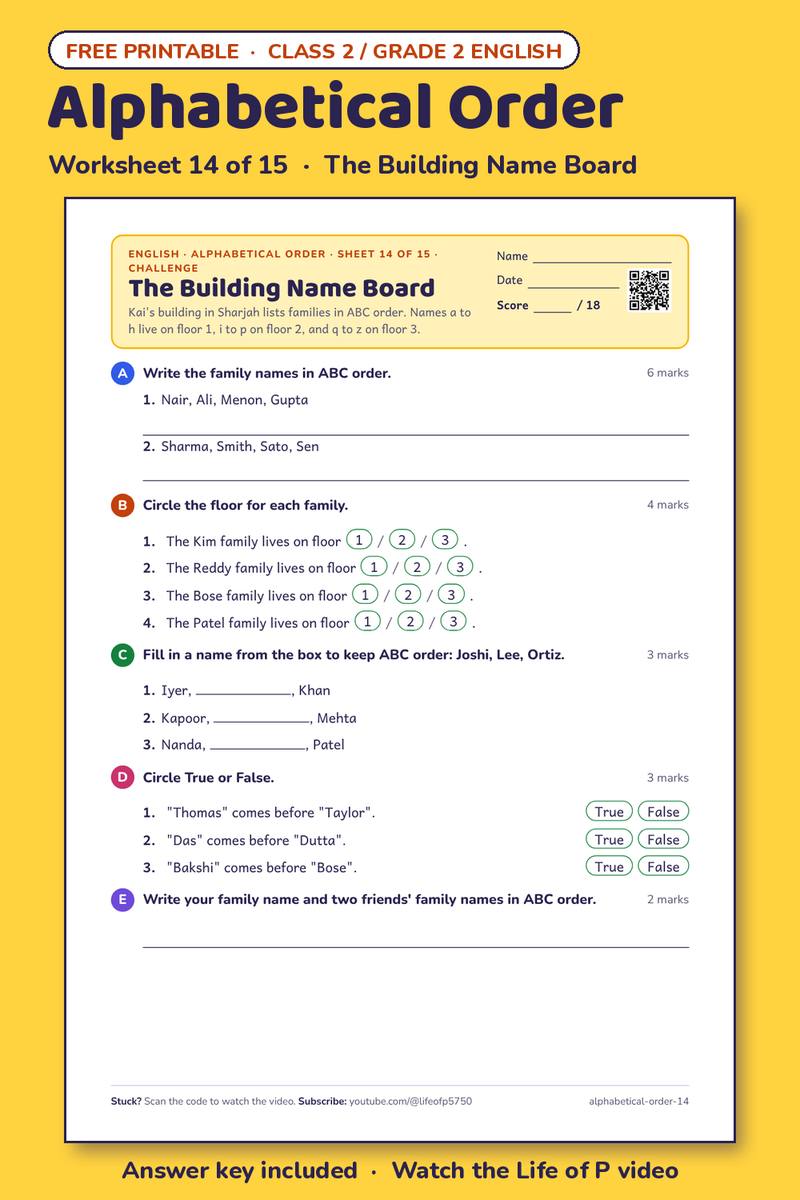 FREE PRINTABLE · CLASS 2 / GRADE 2 ENGLISH
Alphabetical Order
Worksheet 14 of 15 · The Building Name Board
ENGLISH · ALPHABETICAL ORDER · SHEET 14 OF 15 ·
CHALLENGE
The Building Name Board
Kai's building in Sharjah lists families in ABC order. Names a to
h live on floor 1, i to p on floor 2, and q to z on floor 3.
Name
Date
Score / 18
A Write the family names in ABC order. 6 marks
1. Nair, Ali, Menon, Gupta
2. Sharma, Smith, Sato, Sen
B Circle the floor for each family. 4 marks
1. The Kim family lives on floor 1 / 2 / 3 .
2. The Reddy family lives on floor 1 / 2 / 3 .
3. The Bose family lives on floor 1 / 2 / 3 .
4. The Patel family lives on floor 1 / 2 / 3 .
C Fill in a name from the box to keep ABC order: Joshi, Lee, Ortiz. 3 marks
1. Iyer, ____________, Khan
2. Kapoor, ____________, Mehta
3. Nanda, ____________, Patel
D Circle True or False. 3 marks
1. "Thomas" comes before "Taylor". True False
2. "Das" comes before "Dutta". True False
3. "Bakshi" comes before "Bose". True False
E Write your family name and two friends' family names in ABC order. 2 marks
Stuck? Scan the code to watch the video. Subscribe: youtube.com/@lifeofp5750 alphabetical-order-14
Answer key included · Watch the Life of P video